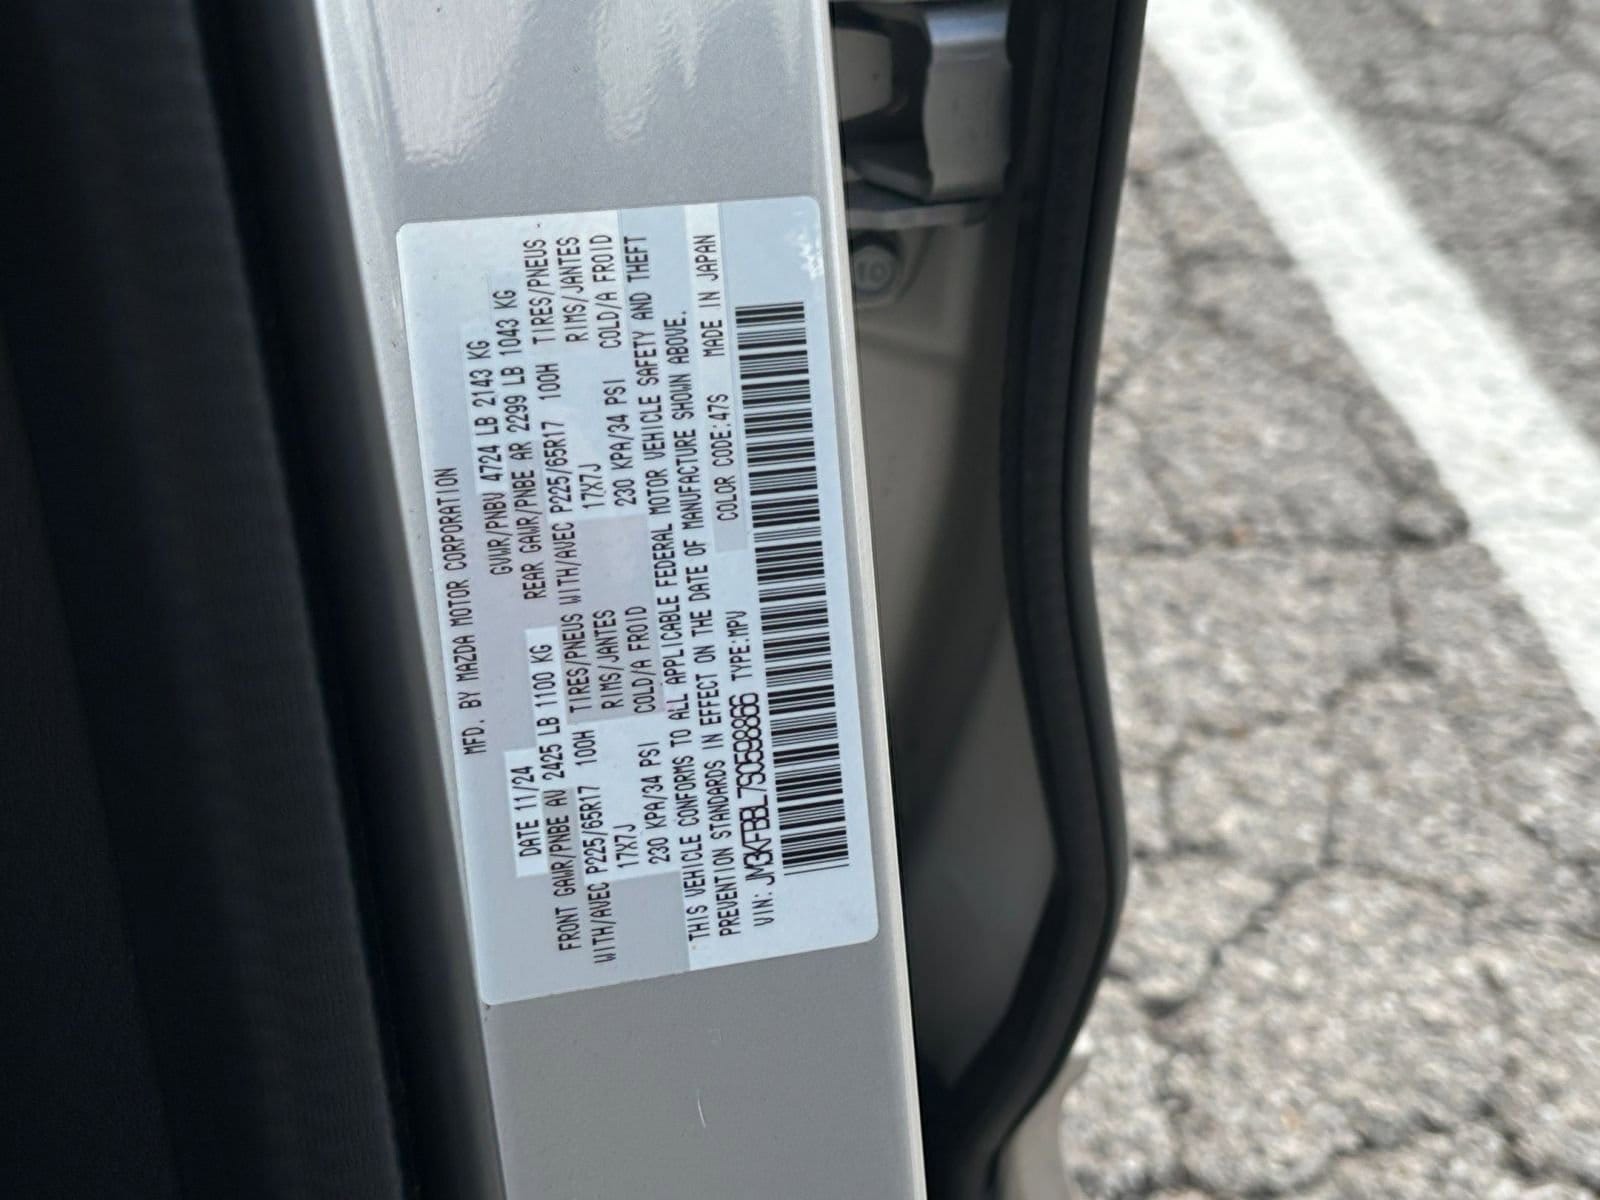 MFD. BY MAZDA MOTOR CORPORATION
DATE 11/24 GVWR/PNBV 4724 LB 2143 KG
FRONT GAWR/PNBE AV 2425 LB 1100 KG REAR GAWR/PNBE AR 2299 LB 1043 KG
WITH/AVEC P225/65R17 100H TIRES/PNEUS WITH/AVEC P225/65R17 100H TIRES/PNEUS
17X7J RIMS/JANTES 17X7J RIMS/JANTES
230 KPA/34 PSI COLD/A FROID 230 KPA/34 PSI COLD/A FROID
THIS VEHICLE CONFORMS TO ALL APPLICABLE FEDERAL MOTOR VEHICLE SAFETY AND THEFT
PREVENTION STANDARDS IN EFFECT ON THE DATE OF MANUFACTURE SHOWN ABOVE.
VIN: JM3KFBBL7S0598866 TYPE:MPV COLOR CODE:47S MADE IN JAPAN
10